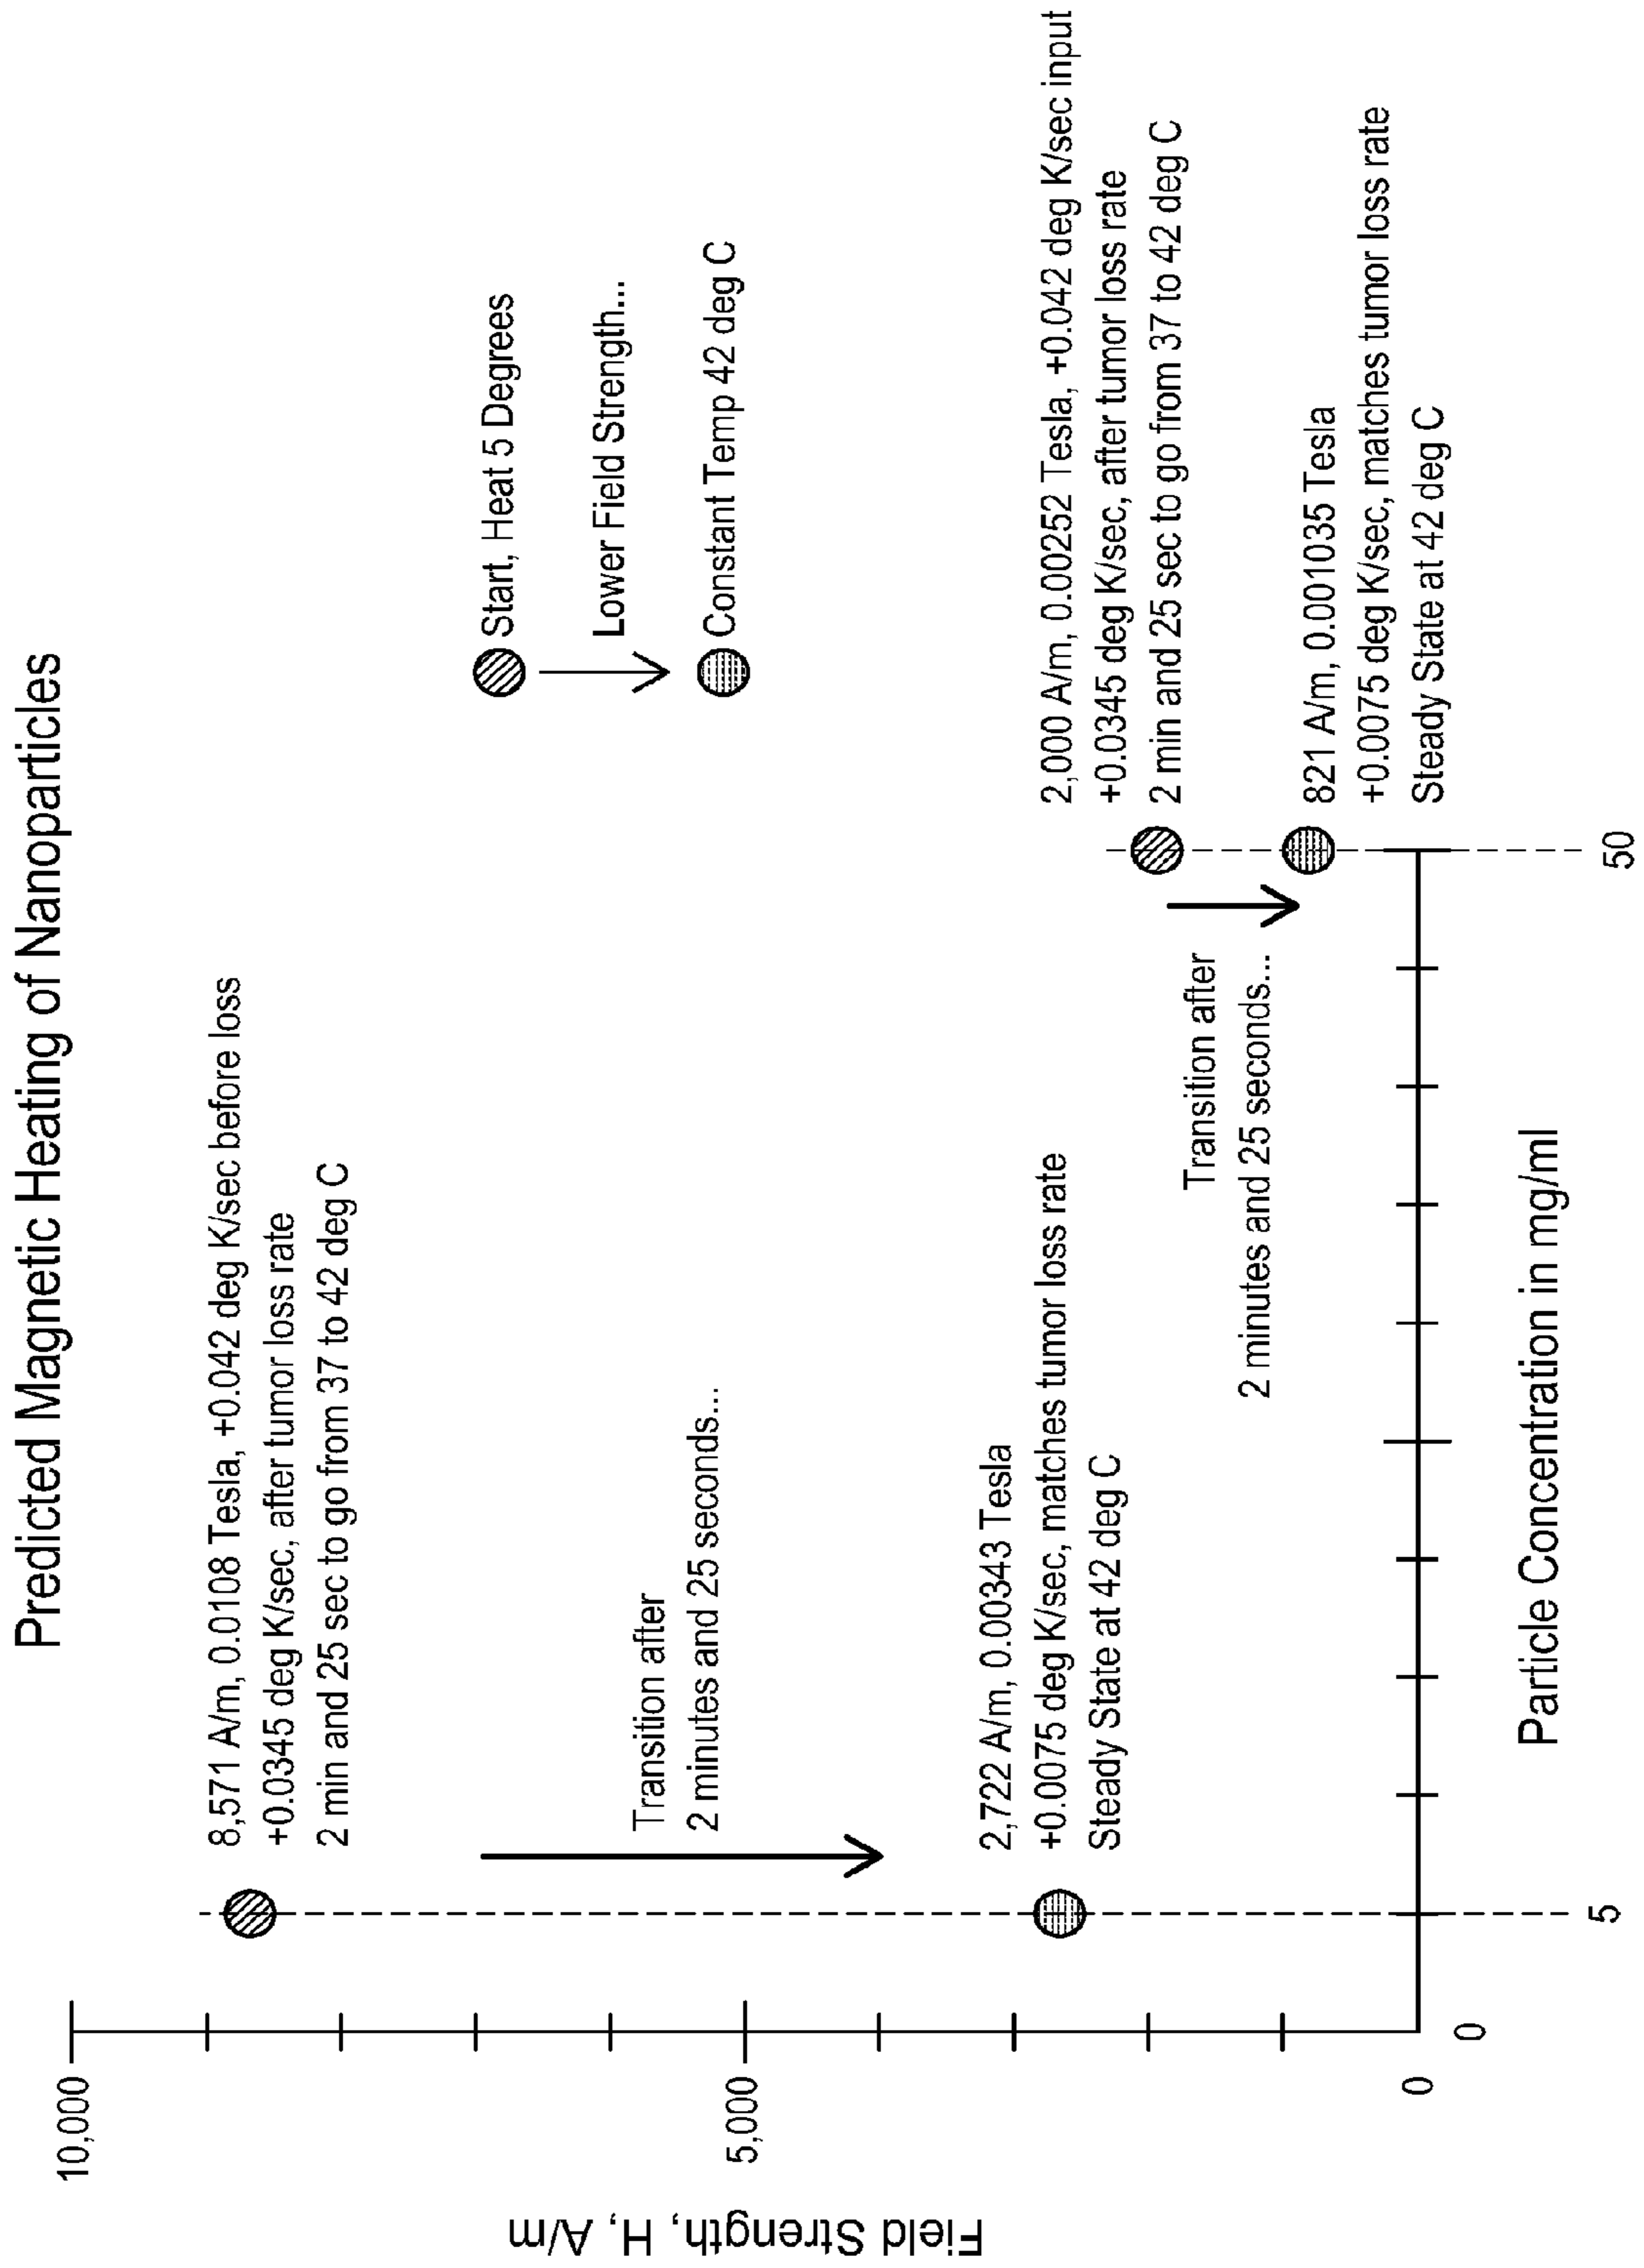 Predicted Magnetic Heating of Nanoparticles
10,000
5,000
0
Field Strength, H, A/m
8,571 A/m, 0.0108 Tesla, +0.042 deg K/sec before loss
+0.0345 deg K/sec, after tumor loss rate
2 min and 25 sec to go from 37 to 42 deg C
Transition after
2 minutes and 25 seconds...
2,722 A/m, 0.00343 Tesla
+0.0075 deg K/sec, matches tumor loss rate
Steady State at 42 deg C
Start, Heat 5 Degrees
Lower Field Strength...
Constant Temp 42 deg C
2,000 A/m, 0.00252 Tesla, +0.042 deg K/sec input
+0.0345 deg K/sec, after tumor loss rate
2 min and 25 sec to go from 37 to 42 deg C
Transition after
2 minutes and 25 seconds...
821 A/m, 0.001035 Tesla
+0.0075 deg K/sec, matches tumor loss rate
Steady State at 42 deg C
0
5
50
Particle Concentration in mg/ml